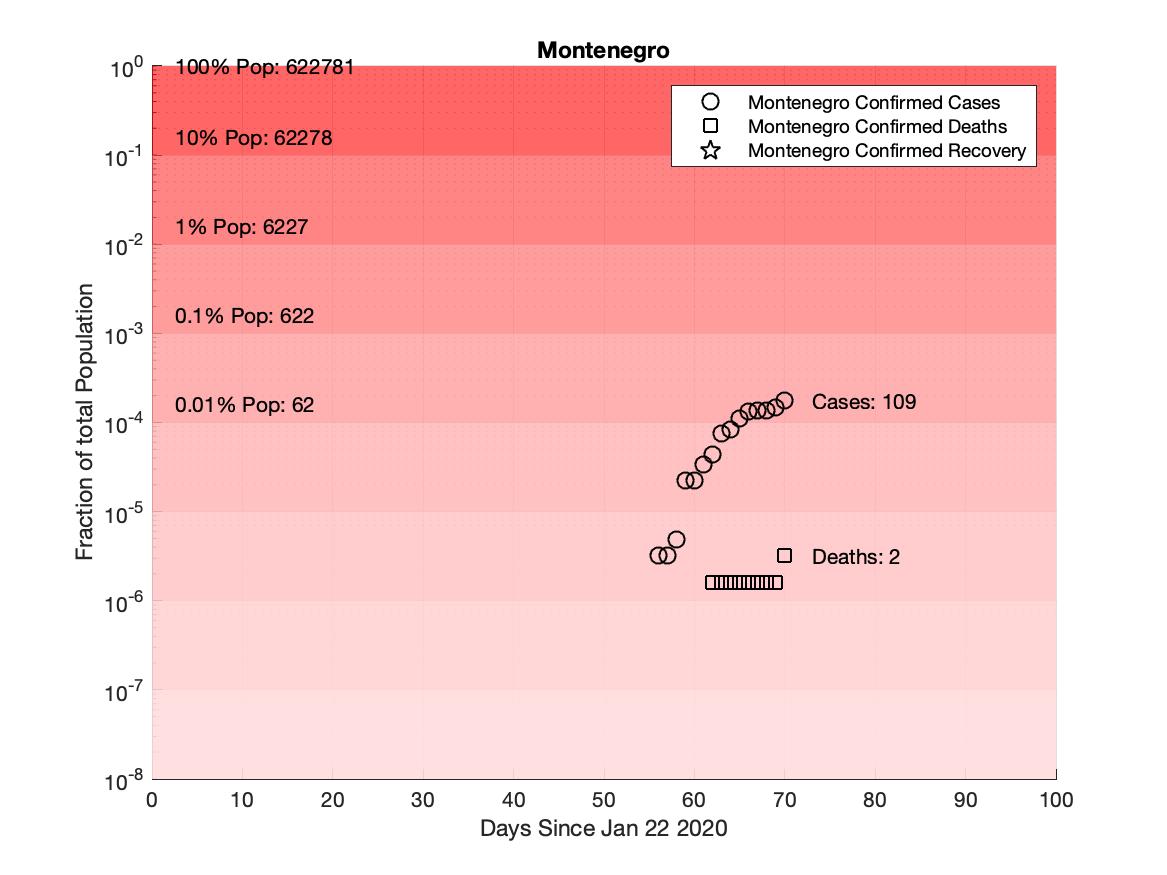 Montenegro
10^0
10^-1
10^-2
10^-3
10^-4
10^-5
10^-6
10^-7
10^-8
Fraction of total Population
100% Pop: 622781
10% Pop: 62278
1% Pop: 6227
0.1% Pop: 622
0.01% Pop: 62
Montenegro Confirmed Cases
Montenegro Confirmed Deaths
Montenegro Confirmed Recovery
Cases: 109
Deaths: 2
0 10 20 30 40 50 60 70 80 90 100
Days Since Jan 22 2020